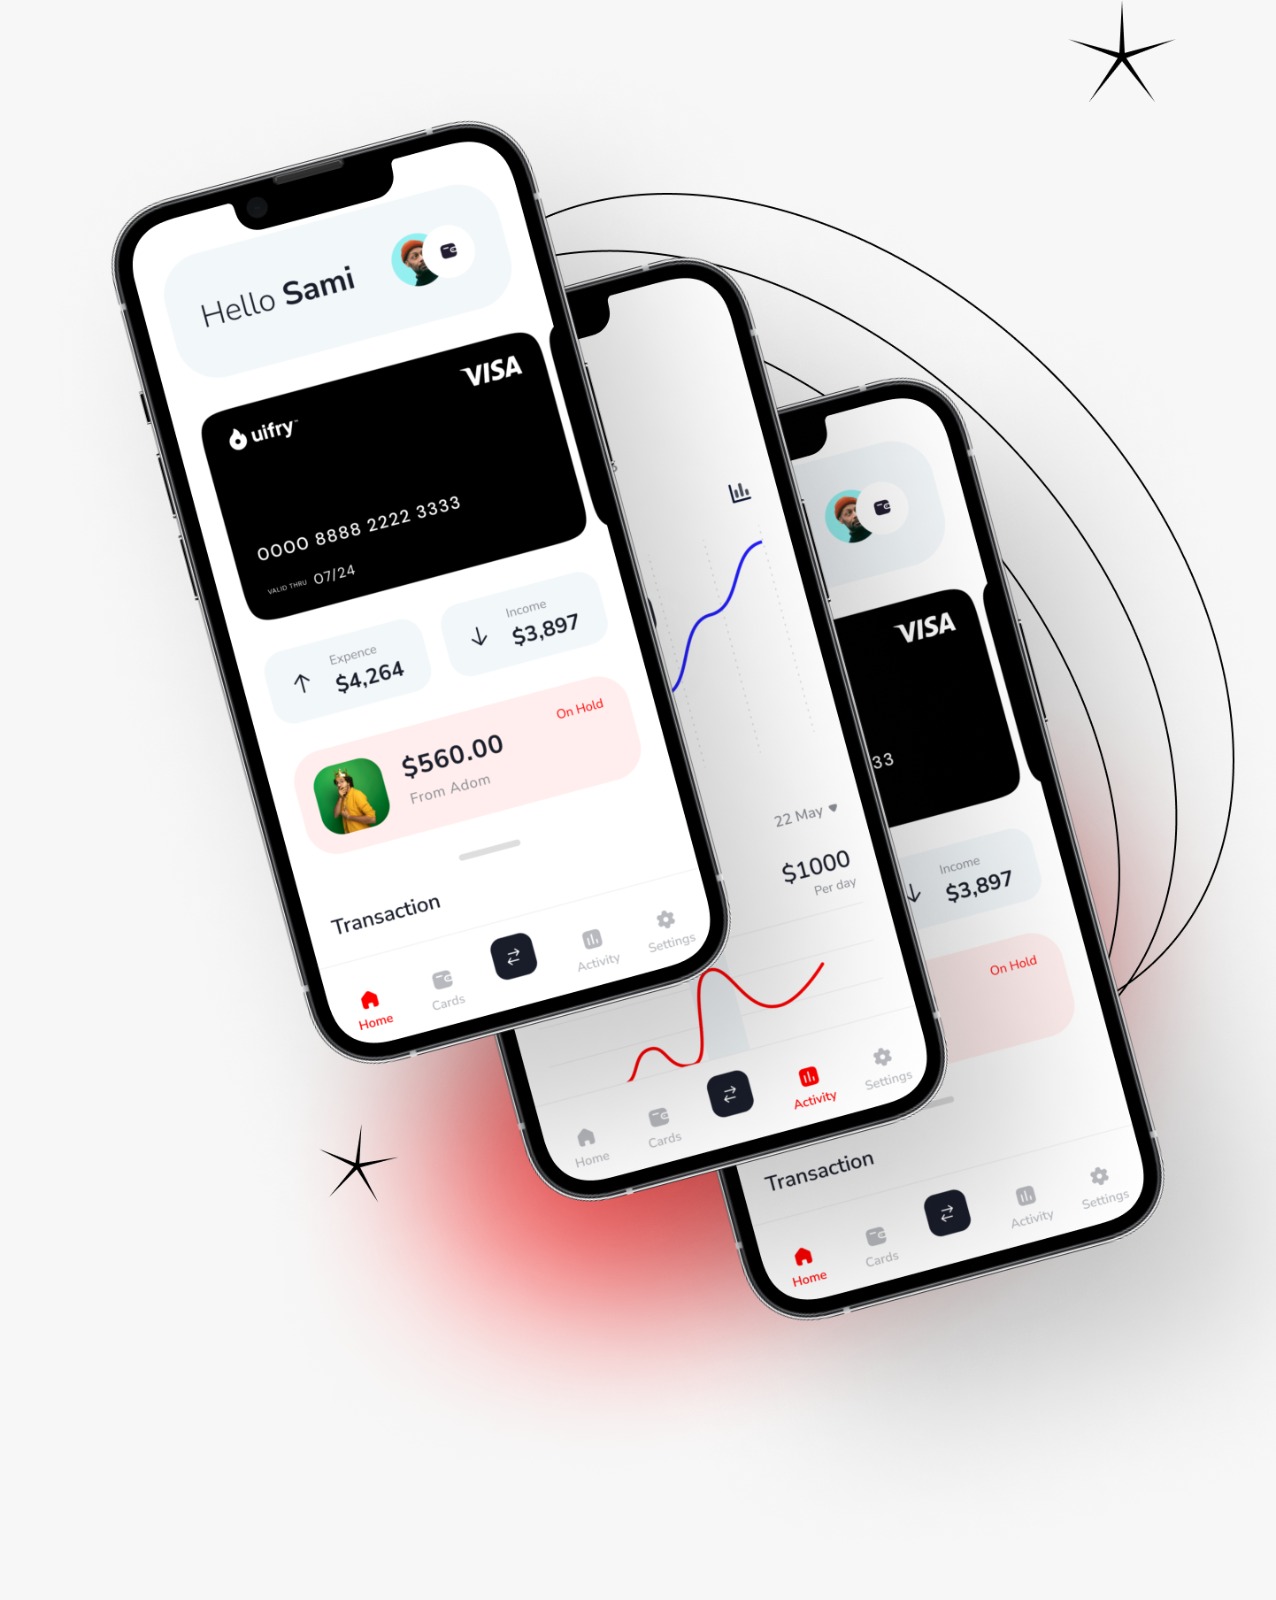 Hello Sami
VISA
uifry™
0000 8888 2222 3333
VALID THRU 07/24
Expence
$4,264
Income
$3,897
On Hold
$560.00
From Adom
Transaction
Home
Cards
Activity
Settings
22 May
$1000
Per day
Home
Cards
Activity
Settings
VISA
33
Income
$3,897
On Hold
Transaction
Home
Cards
Activity
Settings